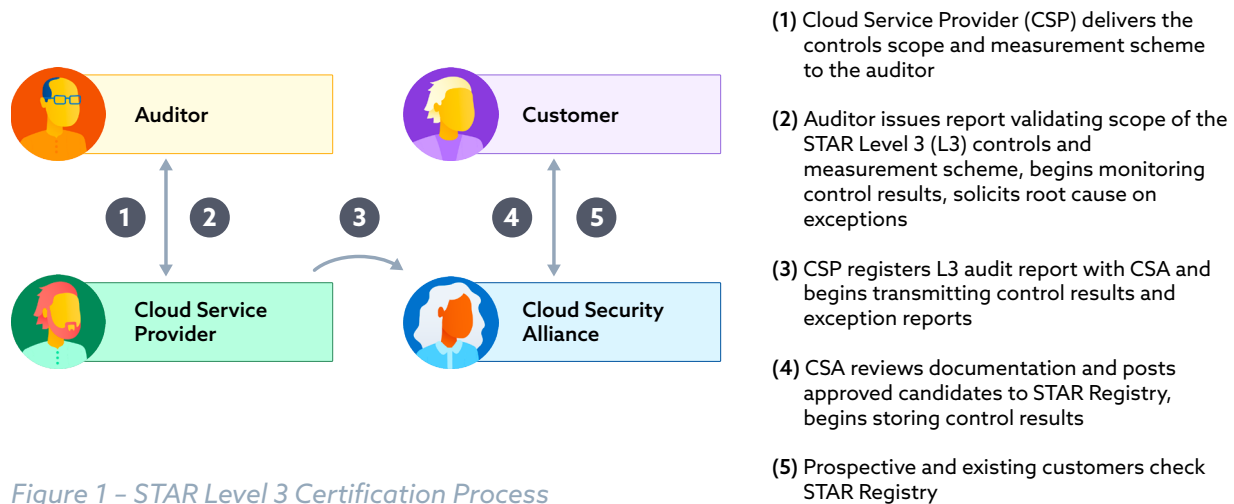 Auditor
Customer
1
2
3
4
5
Cloud Service
Provider
Cloud Security
Alliance
Figure 1 – STAR Level 3 Certification Process
(1) Cloud Service Provider (CSP) delivers the
controls scope and measurement scheme
to the auditor
(2) Auditor issues report validating scope of the
STAR Level 3 (L3) controls and
measurement scheme, begins monitoring
control results, solicits root cause on
exceptions
(3) CSP registers L3 audit report with CSA and
begins transmitting control results and
exception reports
(4) CSA reviews documentation and posts
approved candidates to STAR Registry,
begins storing control results
(5) Prospective and existing customers check
STAR Registry